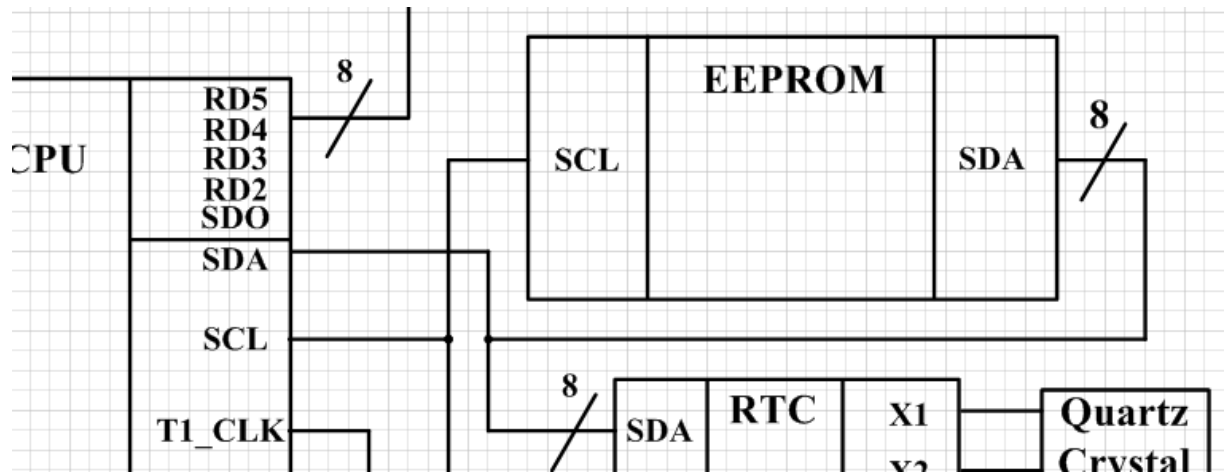 8
RD5
RD4
CPU
RD3
RD2
SDO
SDA
SCL
T1_CLK
EEPROM
SCL
SDA
8
8
SDA
RTC
X1
X2
Quartz
Crystal